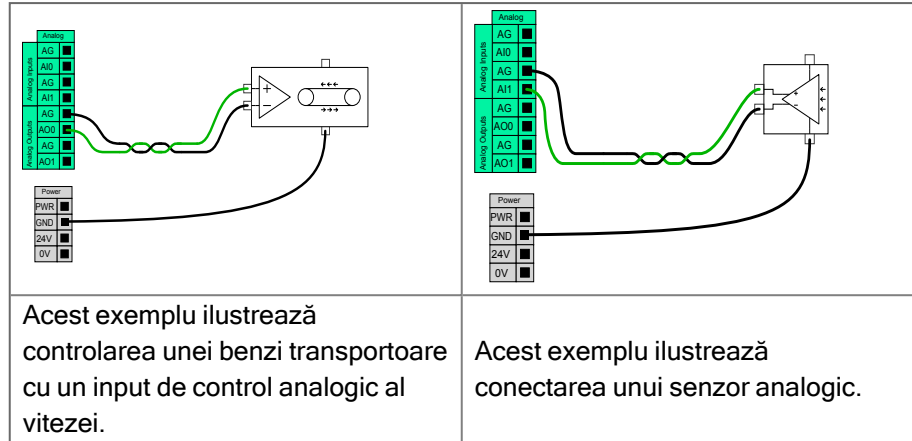 Analog
Analog Inputs
AG
AI0
AG
AI1
Analog Outputs
AG
AO0
AG
AO1
+
−
Power
PWR
GND
24V
0V
Analog
Analog Inputs
AG
AI0
AG
AI1
Analog Outputs
AG
AO0
AG
AO1
+
−
Power
PWR
GND
24V
0V
Acest exemplu ilustrează
controlarea unei benzi transportoare
cu un input de control analogic al
vitezei.
Acest exemplu ilustrează
conectarea unui senzor analogic.